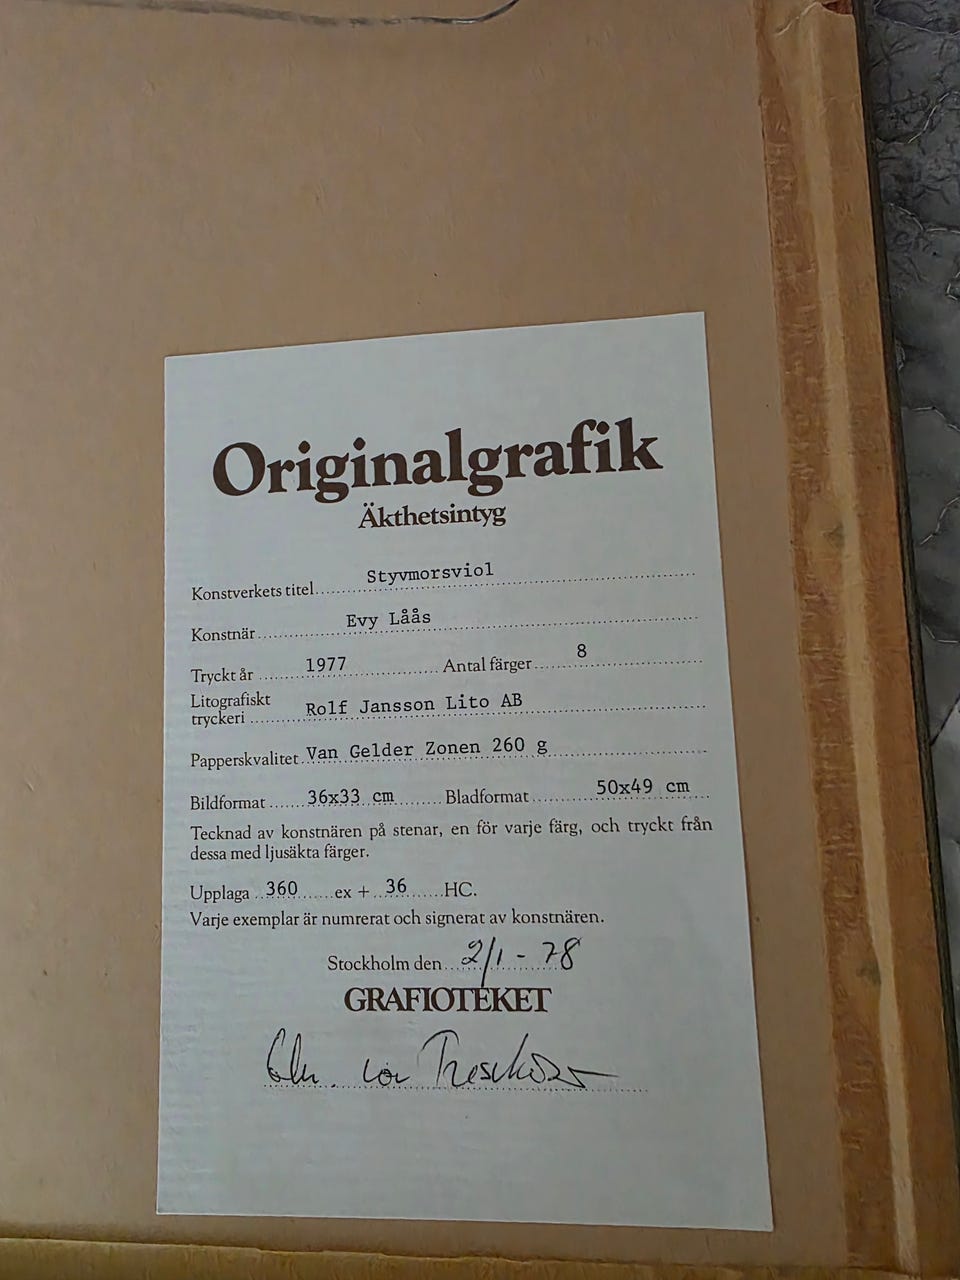 Originalgrafik
Äkthetsintyg
Konstverkets titel Styvmorsviol
Konstnär Evy Låås
Tryckt år 1977 Antal färger 8
Litografiskt
tryckeri Rolf Jansson Lito AB
Papperskvalitet Van Gelder Zonen 260 g
Bildformat 36x33 cm Bladformat 50x49 cm
Tecknad av konstnären på stenar, en för varje färg, och tryckt från
dessa med ljusäkta färger.
Upplaga 360 ex + 36 HC.
Varje exemplar är numrerat och signerat av konstnären.
Stockholm den 2/1 - 78
GRAFIOTEKET